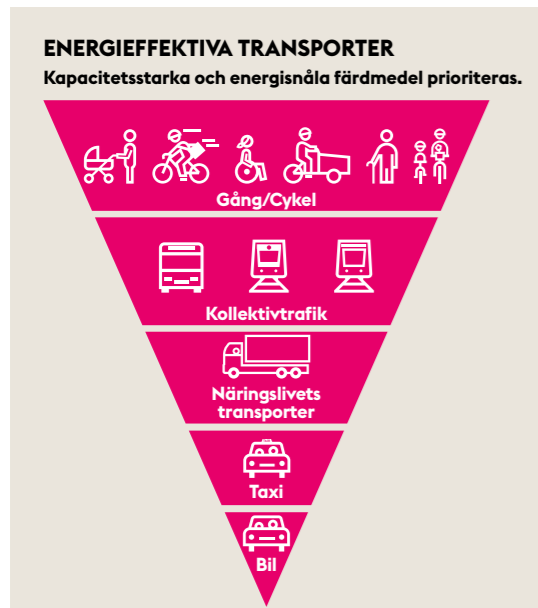 ENERGIEFFEKTIVA TRANSPORTER
Kapacitetsstarka och energisnåla färdmedel prioriteras.
Gång/Cykel
Kollektivtrafik
Näringslivets
transporter
Taxi
Bil